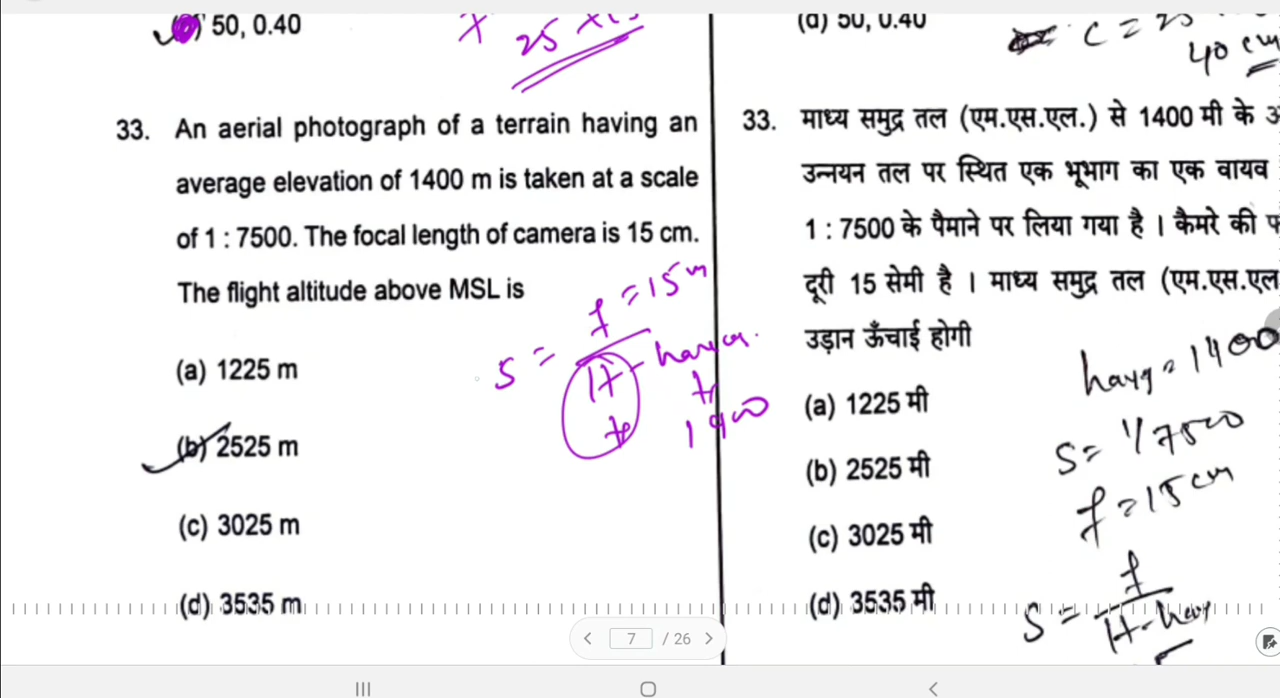 50, 0.40
25
33. An aerial photograph of a terrain having an
average elevation of 1400 m is taken at a scale
of 1 : 7500. The focal length of camera is 15 cm.
The flight altitude above MSL is
(a) 1225 m
(b) 2525 m
(c) 3025 m
(d) 3535 m
f = 15 m
S =
H - havg
1400
(d) 50, 0.40
C = 25
40 cm
33. माध्य समुद्र तल (एम.एस.एल.) से 1400 मी के
उन्नयन तल पर स्थित एक भूभाग का एक वायव
1 : 7500 के पैमाने पर लिया गया है । कैमरे की
दूरी 15 सेमी है । माध्य समुद्र तल (एम.एस.एल
उड़ान ऊँचाई होगी
(a) 1225 मी
(b) 2525 मी
(c) 3025 मी
(d) 3535 मी
havg = 1400
S = 1/7500
f = 15 cm
S = f
H - hav
7 / 26